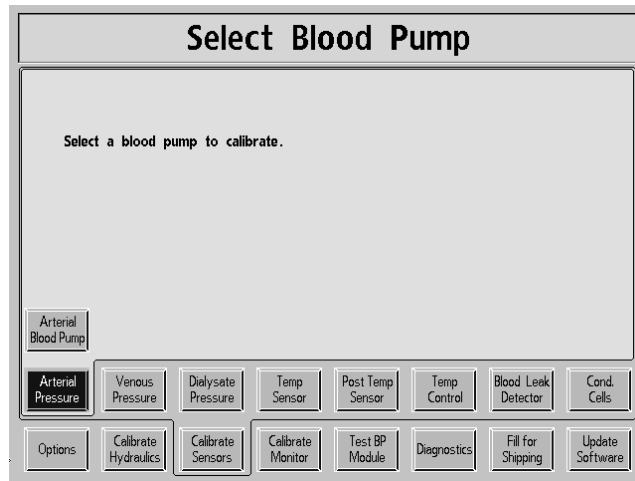 Select Blood Pump
Select a blood pump to calibrate.
Arterial
Blood Pump
Arterial
Pressure
Venous
Pressure
Dialysate
Pressure
Temp
Sensor
Post Temp
Sensor
Temp
Control
Blood Leak
Detector
Cond.
Cells
Options
Calibrate
Hydraulics
Calibrate
Sensors
Calibrate
Monitor
Test BP
Module
Diagnostics
Fill for
Shipping
Update
Software